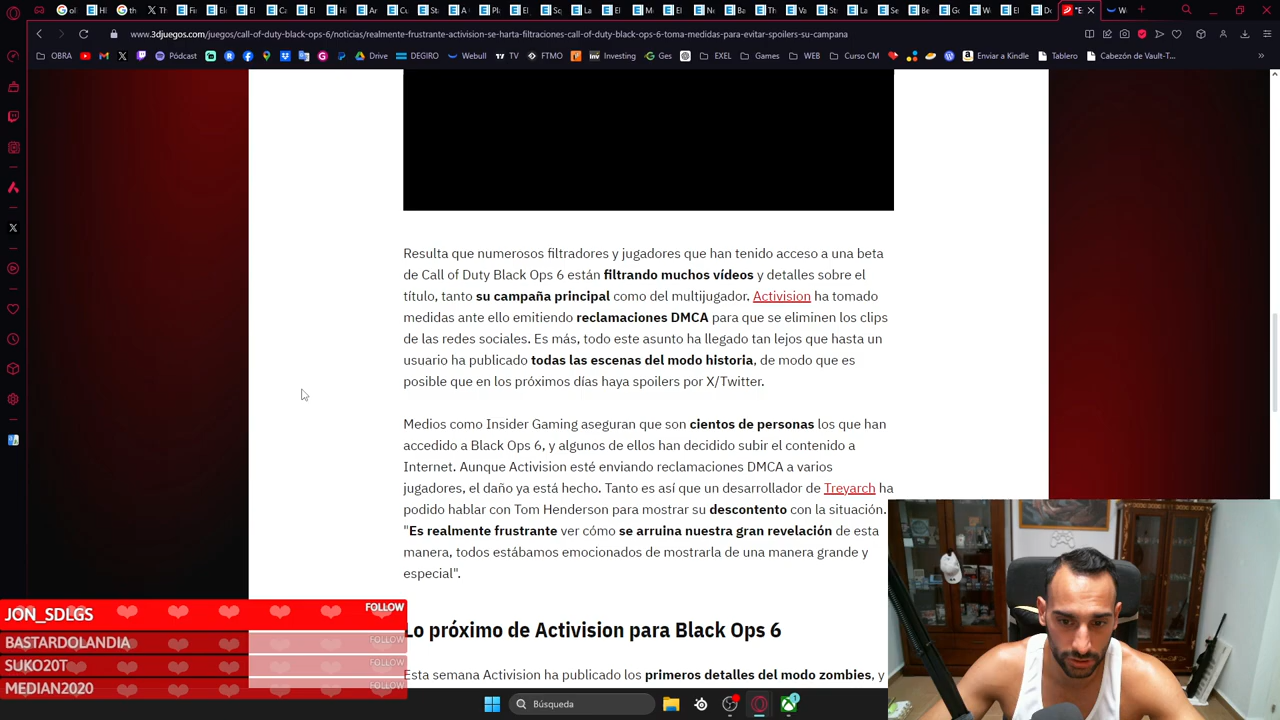 www.3djuegos.com/juegos/call-of-duty-black-ops-6/noticias/realmente-frustrante-activision-se-harta-filtraciones-call-of-duty-black-ops-6-toma-medidas-para-evitar-spoilers-su-campana
OBRA Pódcast Drive DEGIRO Webull TV FTMO Investing Ges EXEL Games WEB Curso CM Enviar a Kindle Tablero Cabezón de Vault-T...
Resulta que numerosos filtradores y jugadores que han tenido acceso a una beta
de Call of Duty Black Ops 6 están filtrando muchos vídeos y detalles sobre el
título, tanto su campaña principal como del multijugador. Activision ha tomado
medidas ante ello emitiendo reclamaciones DMCA para que se eliminen los clips
de las redes sociales. Es más, todo este asunto ha llegado tan lejos que hasta un
usuario ha publicado todas las escenas del modo historia, de modo que es
posible que en los próximos días haya spoilers por X/Twitter.
Medios como Insider Gaming aseguran que son cientos de personas los que han
accedido a Black Ops 6, y algunos de ellos han decidido subir el contenido a
Internet. Aunque Activision esté enviando reclamaciones DMCA a varios
jugadores, el daño ya está hecho. Tanto es así que un desarrollador de Treyarch ha
podido hablar con Tom Henderson para mostrar su descontento con la situación.
"Es realmente frustrante ver cómo se arruina nuestra gran revelación de esta
manera, todos estábamos emocionados de mostrarla de una manera grande y
especial".
Lo próximo de Activision para Black Ops 6
Esta semana Activision ha publicado los primeros detalles del modo zombies, y
JON_SDLGS FOLLOW
BASTARDOLANDIA FOLLOW
SUKO20T FOLLOW
MEDIAN2020 FOLLOW
Búsqueda